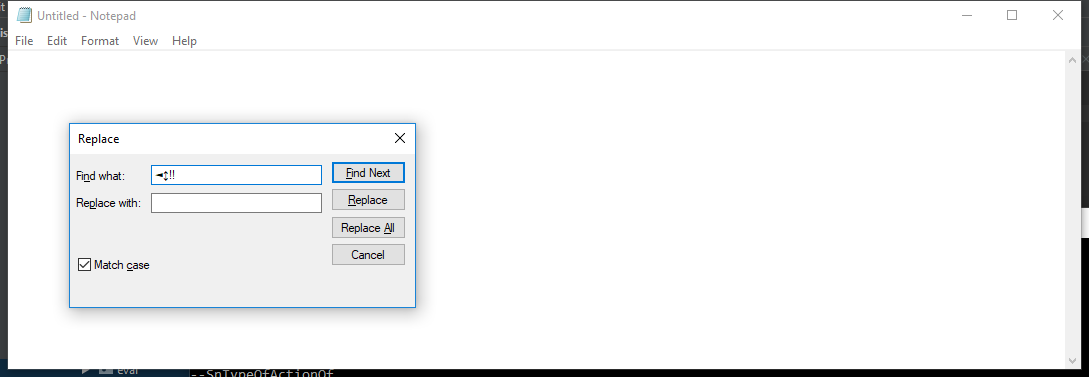 Untitled - Notepad
File Edit Format View Help
Replace
Find what: ◄↕!! Find Next
Replace with: Replace
Replace All
Cancel
Match case
eval
--SpTypeOfActionOf